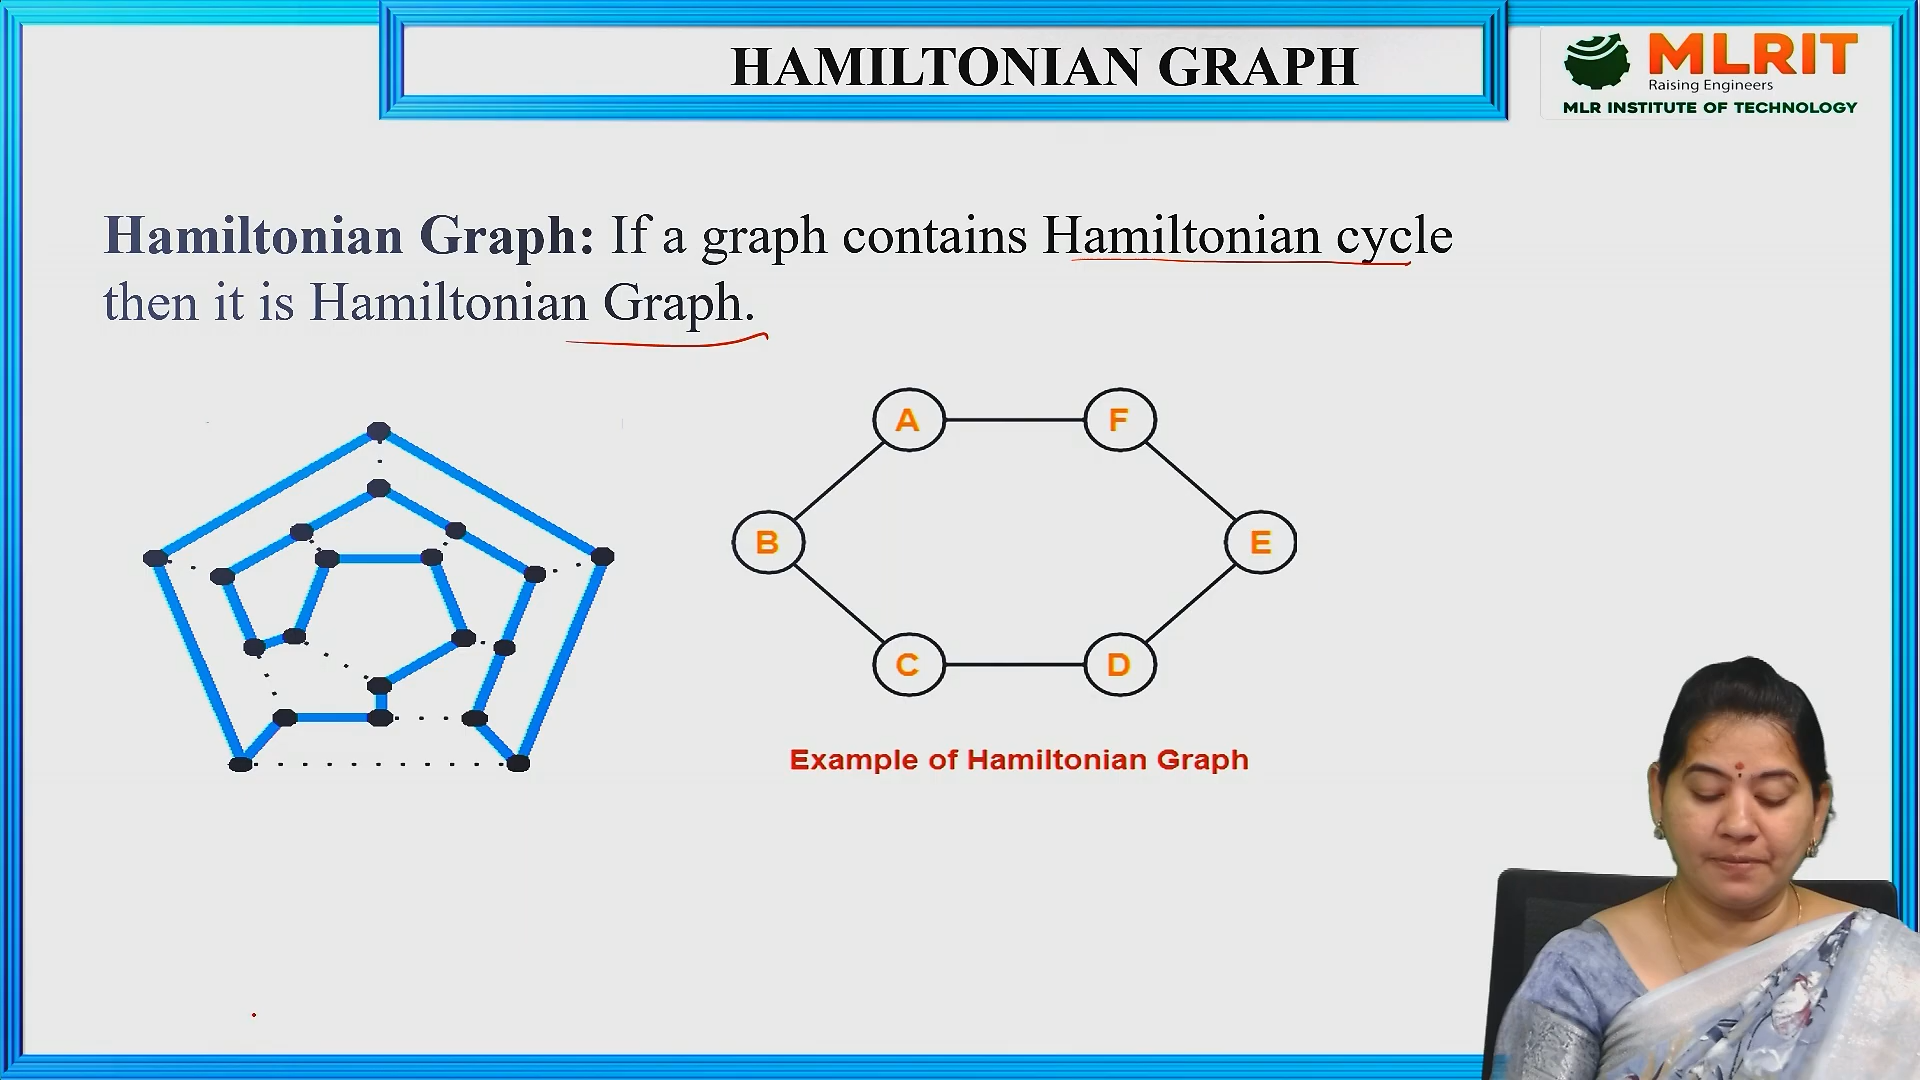 HAMILTONIAN GRAPH
MLRIT
Raising Engineers
MLR INSTITUTE OF TECHNOLOGY
Hamiltonian Graph: If a graph contains Hamiltonian cycle
then it is Hamiltonian Graph.
A F
B E
C D
Example of Hamiltonian Graph